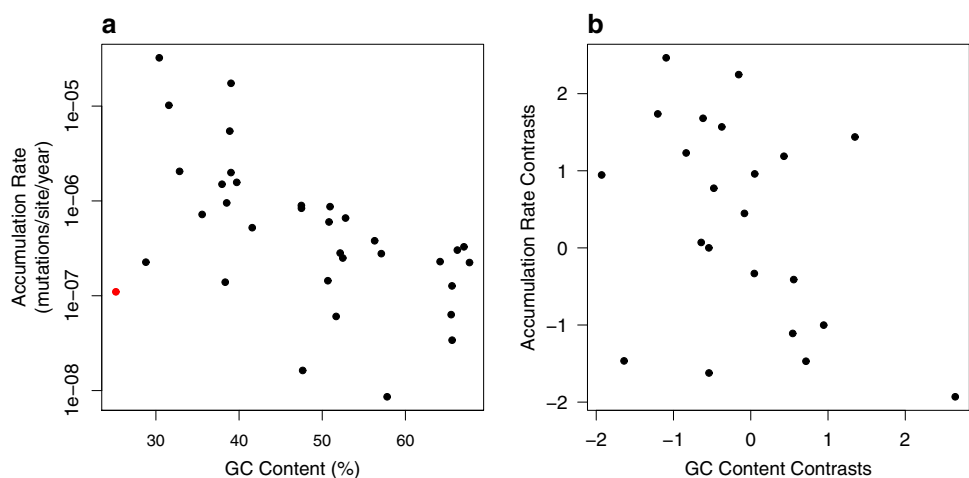 a
Accumulation Rate
(mutations/site/year)
1e−05
1e−06
1e−07
1e−08
30 40 50 60
GC Content (%)
b
Accumulation Rate Contrasts
2
1
0
−1
−2
−2 −1 0 1 2
GC Content Contrasts